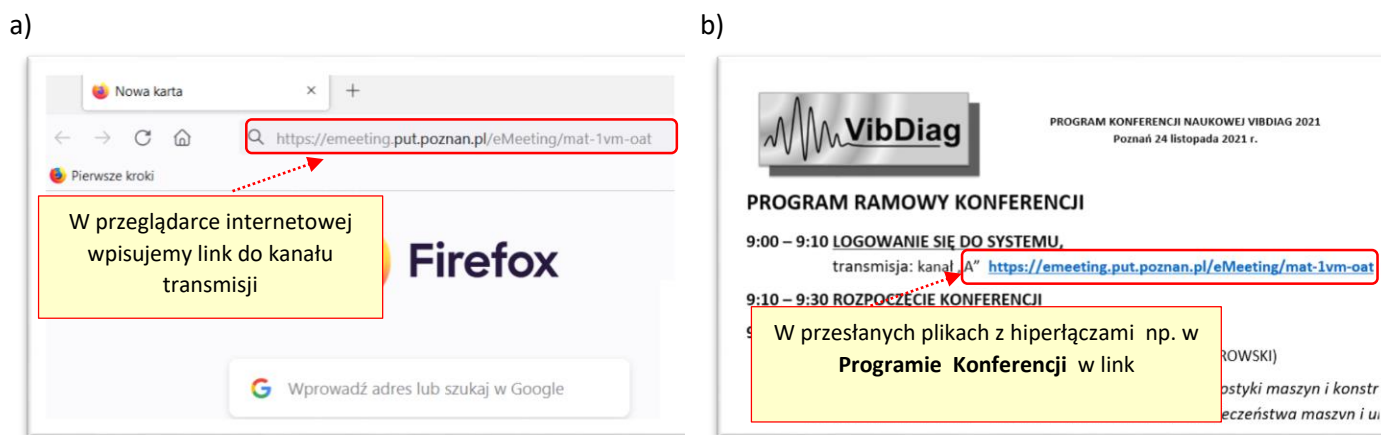 a)
Nowa karta
https://emeeting.put.poznan.pl/eMeeting/mat-1vm-oat
Pierwsze kroki
W przeglądarce internetowej
wpisujemy link do kanału
transmisji
Firefox
Wprowadź adres lub szukaj w Google
b)
VibDiag
PROGRAM KONFERENCJI NAUKOWEJ VIBDIAG 2021
Poznań 24 listopada 2021 r.
PROGRAM RAMOWY KONFERENCJI
9:00 – 9:10 LOGOWANIE SIĘ DO SYSTEMU,
transmisja: kanał „A” https://emeeting.put.poznan.pl/eMeeting/mat-1vm-oat
9:10 – 9:30 ROZPOCZĘCIE KONFERENCJI
W przesłanych plikach z hiperłączami np. w
Programie Konferencji w link
ROWSKI)
ostyki maszyn i konstr
eczeństwa maszyn i